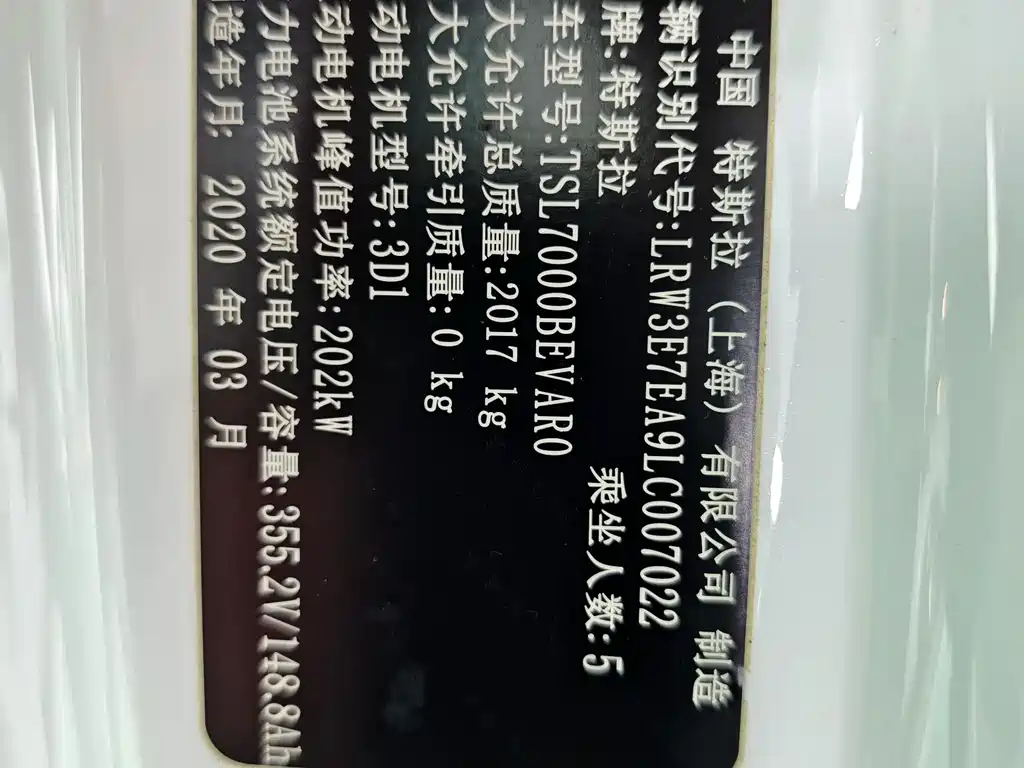 中国 特斯拉（上海）有限公司 制造
辆识别代号:LRW3E7EA9LC007022
牌:特斯拉 乘坐人数:5
车型号:TSL7000BEVAR0
大允许总质量:2017 kg
大允许牵引质量:0 kg
动电机型号:3D1
动电机峰值功率:202kW
力电池系统额定电压/容量:355.2V/148.8Ah
造年月: 2020 年 03 月